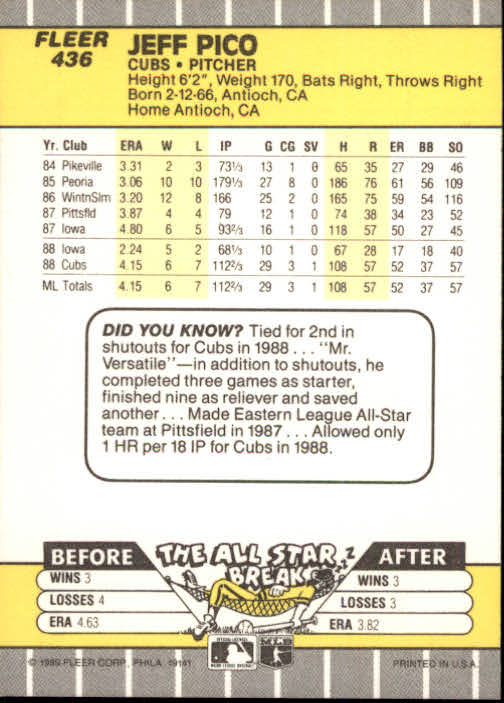 FLEER
436
JEFF PICO
CUBS • PITCHER
Height 6'2", Weight 170, Bats Right, Throws Right
Born 2-12-66, Antioch, CA
Home Antioch, CA
Yr. Club ERA W L IP G CG SV H R ER BB SO
84 Pikeville 3.31 2 3 73⅓ 13 1 0 65 35 27 29 46
85 Peoria 3.06 10 10 179⅓ 27 8 0 186 76 61 56 109
86 WintnSlm 3.20 12 8 166 25 2 0 165 75 59 54 116
87 Pittsfld 3.87 4 4 79 12 1 0 74 38 34 23 52
87 Iowa 4.80 6 5 93⅔ 16 1 0 118 57 50 27 45
88 Iowa 2.24 5 2 68⅓ 10 1 0 67 28 17 18 40
88 Cubs 4.15 6 7 112⅔ 29 3 1 108 57 52 37 57
ML Totals 4.15 6 7 112⅔ 29 3 1 108 57 52 37 57
DID YOU KNOW? Tied for 2nd in
shutouts for Cubs in 1988 . . . "Mr.
Versatile"—in addition to shutouts, he
completed three games as starter,
finished nine as reliever and saved
another . . . Made Eastern League All-Star
team at Pittsfield in 1987 . . . Allowed only
1 HR per 18 IP for Cubs in 1988.
THE ALL STAR
BREAK
BEFORE
WINS 3
LOSSES 4
ERA 4.63
AFTER
WINS 3
LOSSES 3
ERA 3.82
MLB
© 1989 FLEER CORP., PHILA. 19141
PRINTED IN U.S.A.